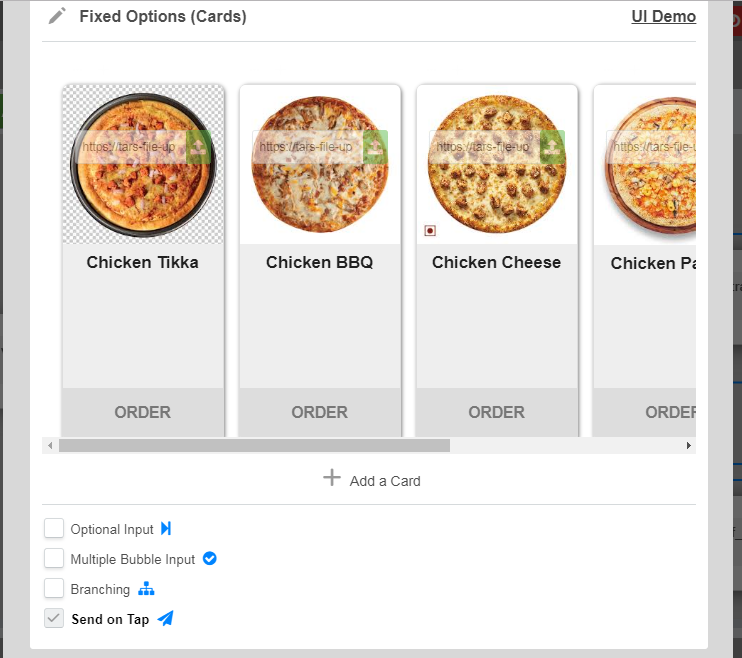 Fixed Options (Cards)
UI Demo
https://tars-file-up
https://tars-file-up
https://tars-file-up
https://tars-file-u
Chicken Tikka
Chicken BBQ
Chicken Cheese
Chicken Pa
ORDER
ORDER
ORDER
ORDER
Add a Card
Optional Input
Multiple Bubble Input
Branching
Send on Tap